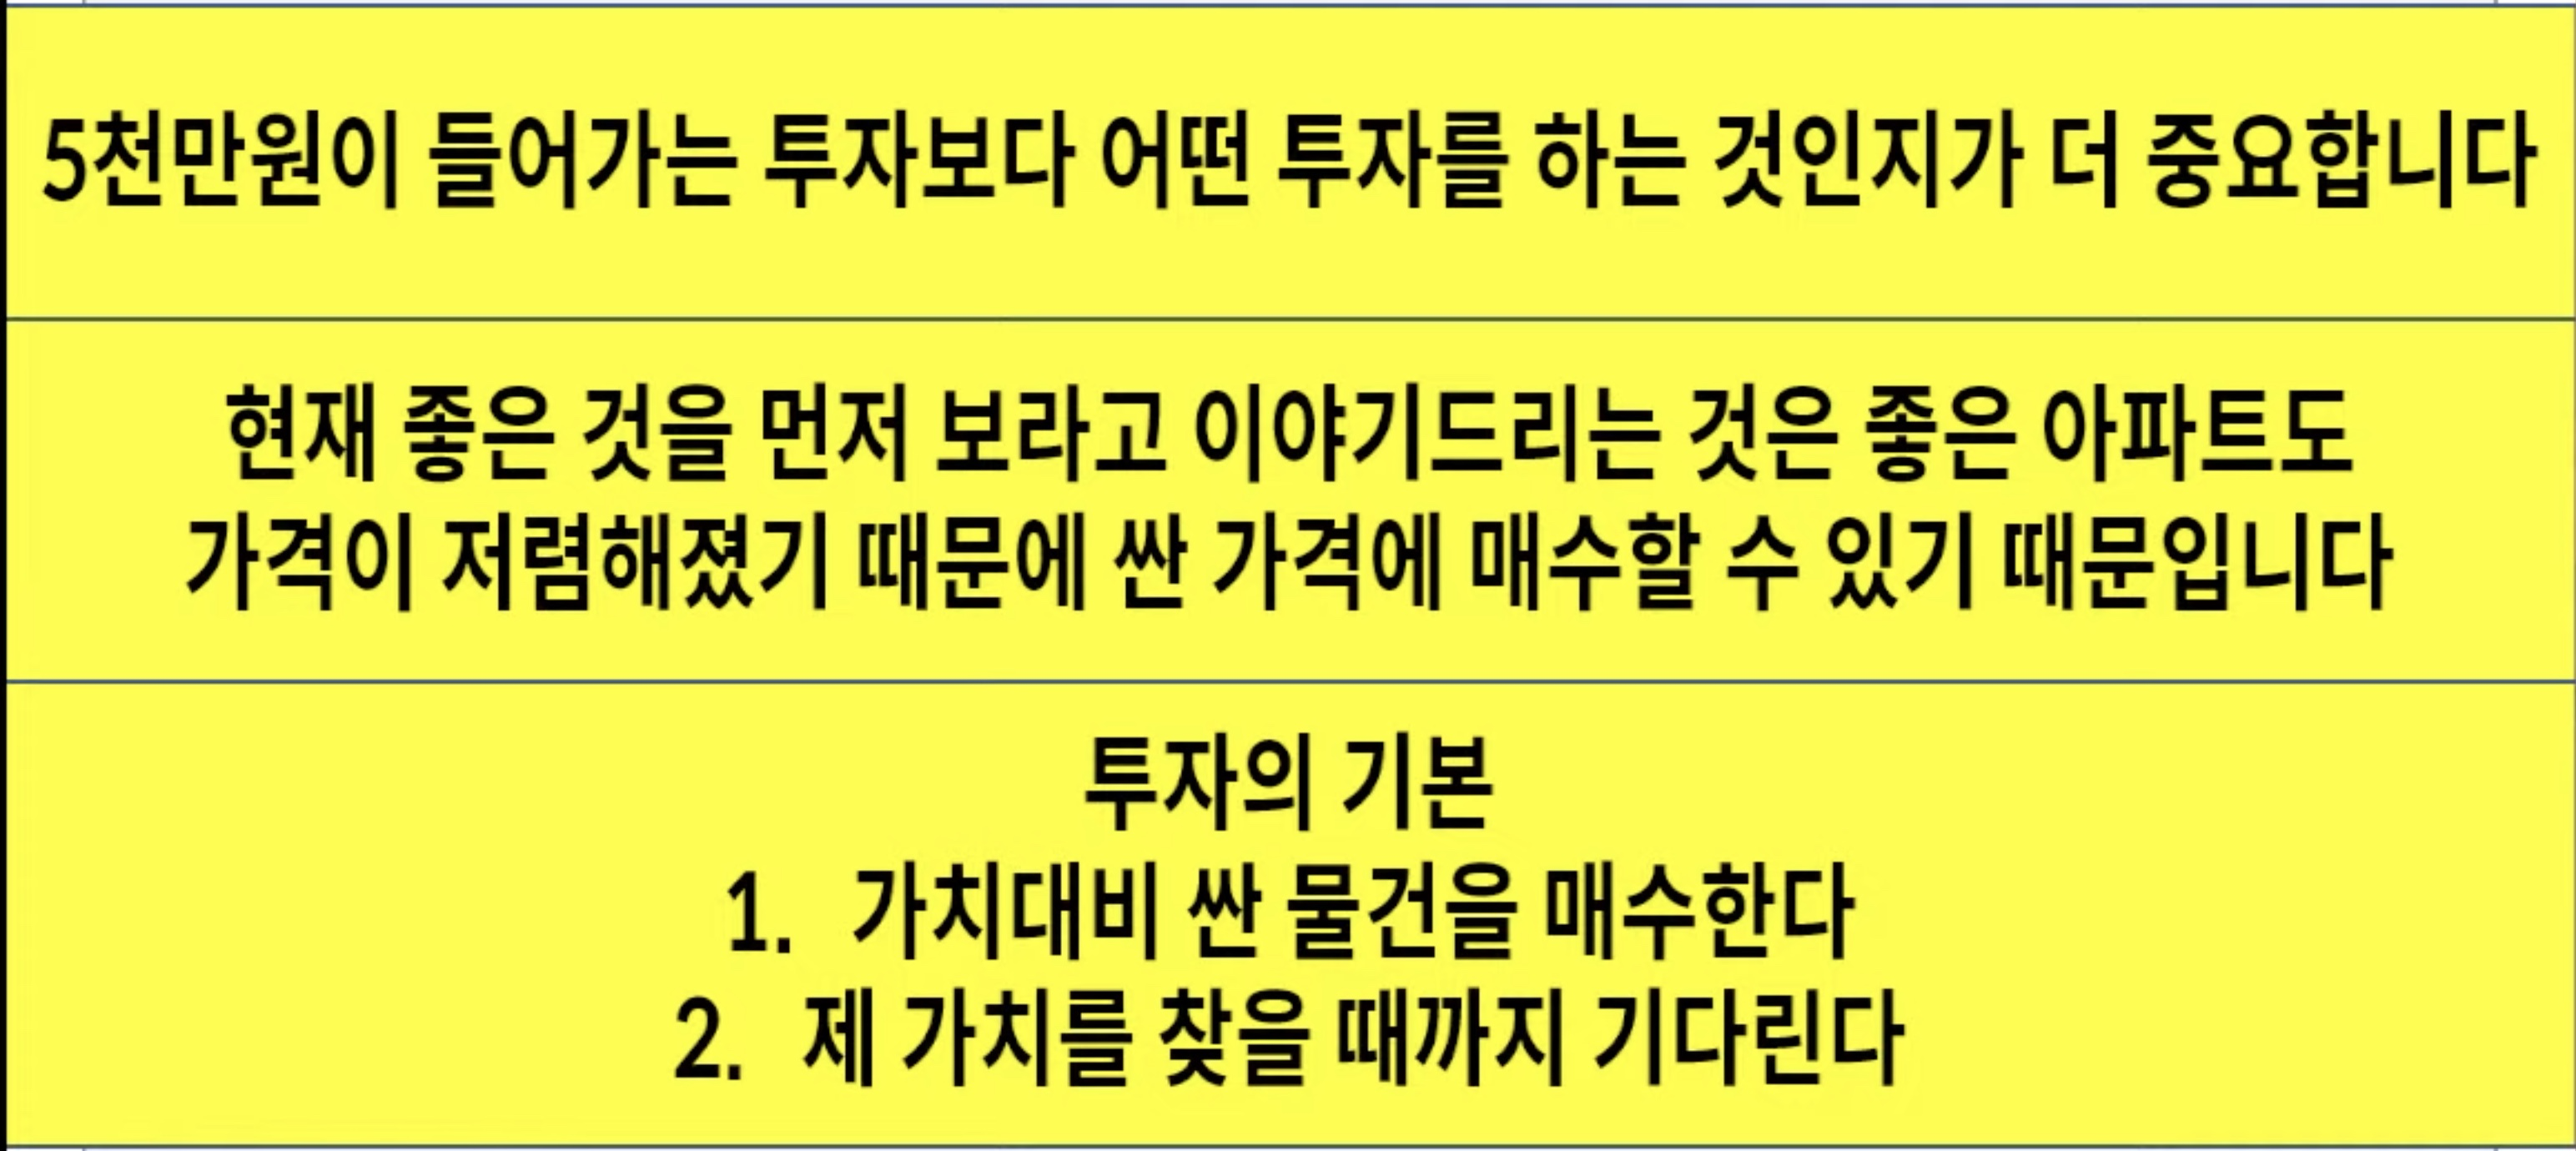 5천만원이 들어가는 투자보다 어떤 투자를 하는 것인지가 더 중요합니다
현재 좋은 것을 먼저 보라고 이야기드리는 것은 좋은 아파트도
가격이 저렴해졌기 때문에 싼 가격에 매수할 수 있기 때문입니다
투자의 기본
1. 가치대비 싼 물건을 매수한다
2. 제 가치를 찾을 때까지 기다린다